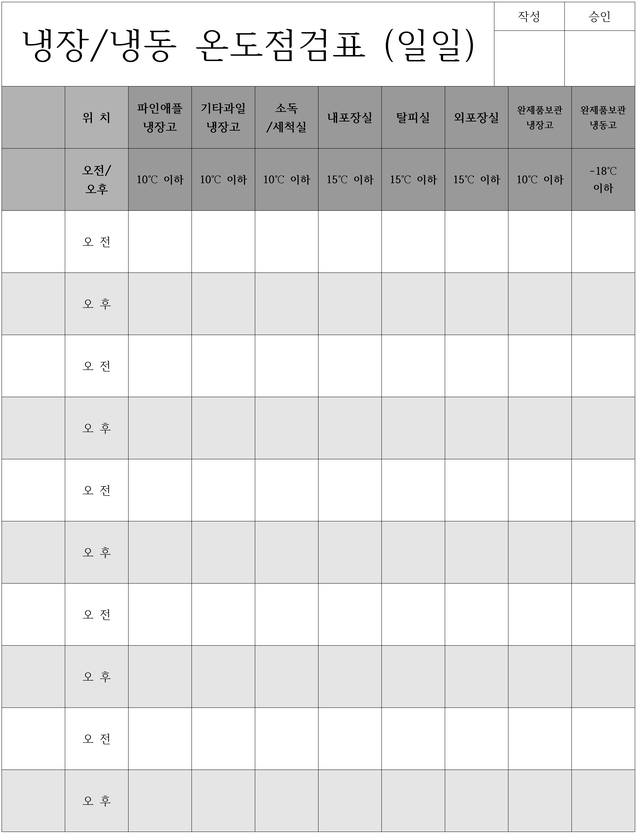 냉장/냉동 온도점검표 (일일)
작성 승인
위 치 파인애플 냉장고 기타과일 냉장고 소독 /세척실 내포장실 탈피실 외포장실 완제품보관 냉장고 완제품보관 냉동고
오전/ 오후 10℃ 이하 10℃ 이하 10℃ 이하 15℃ 이하 15℃ 이하 15℃ 이하 10℃ 이하 -18℃ 이하
오 전
오 후
오 전
오 후
오 전
오 후
오 전
오 후
오 전
오 후